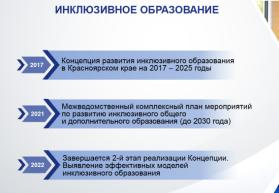 ИНКЛЮЗИВНОЕ ОБРАЗОВАНИЕ
2017
Концепция развития инклюзивного образования
в Красноярском крае на 2017 – 2025 годы
2021
Межведомственный комплексный план мероприятий
по развитию инклюзивного общего
и дополнительного образования (до 2030 года)
2022
Завершается 2-й этап реализации Концепции.
Выявление эффективных моделей
инклюзивного образования